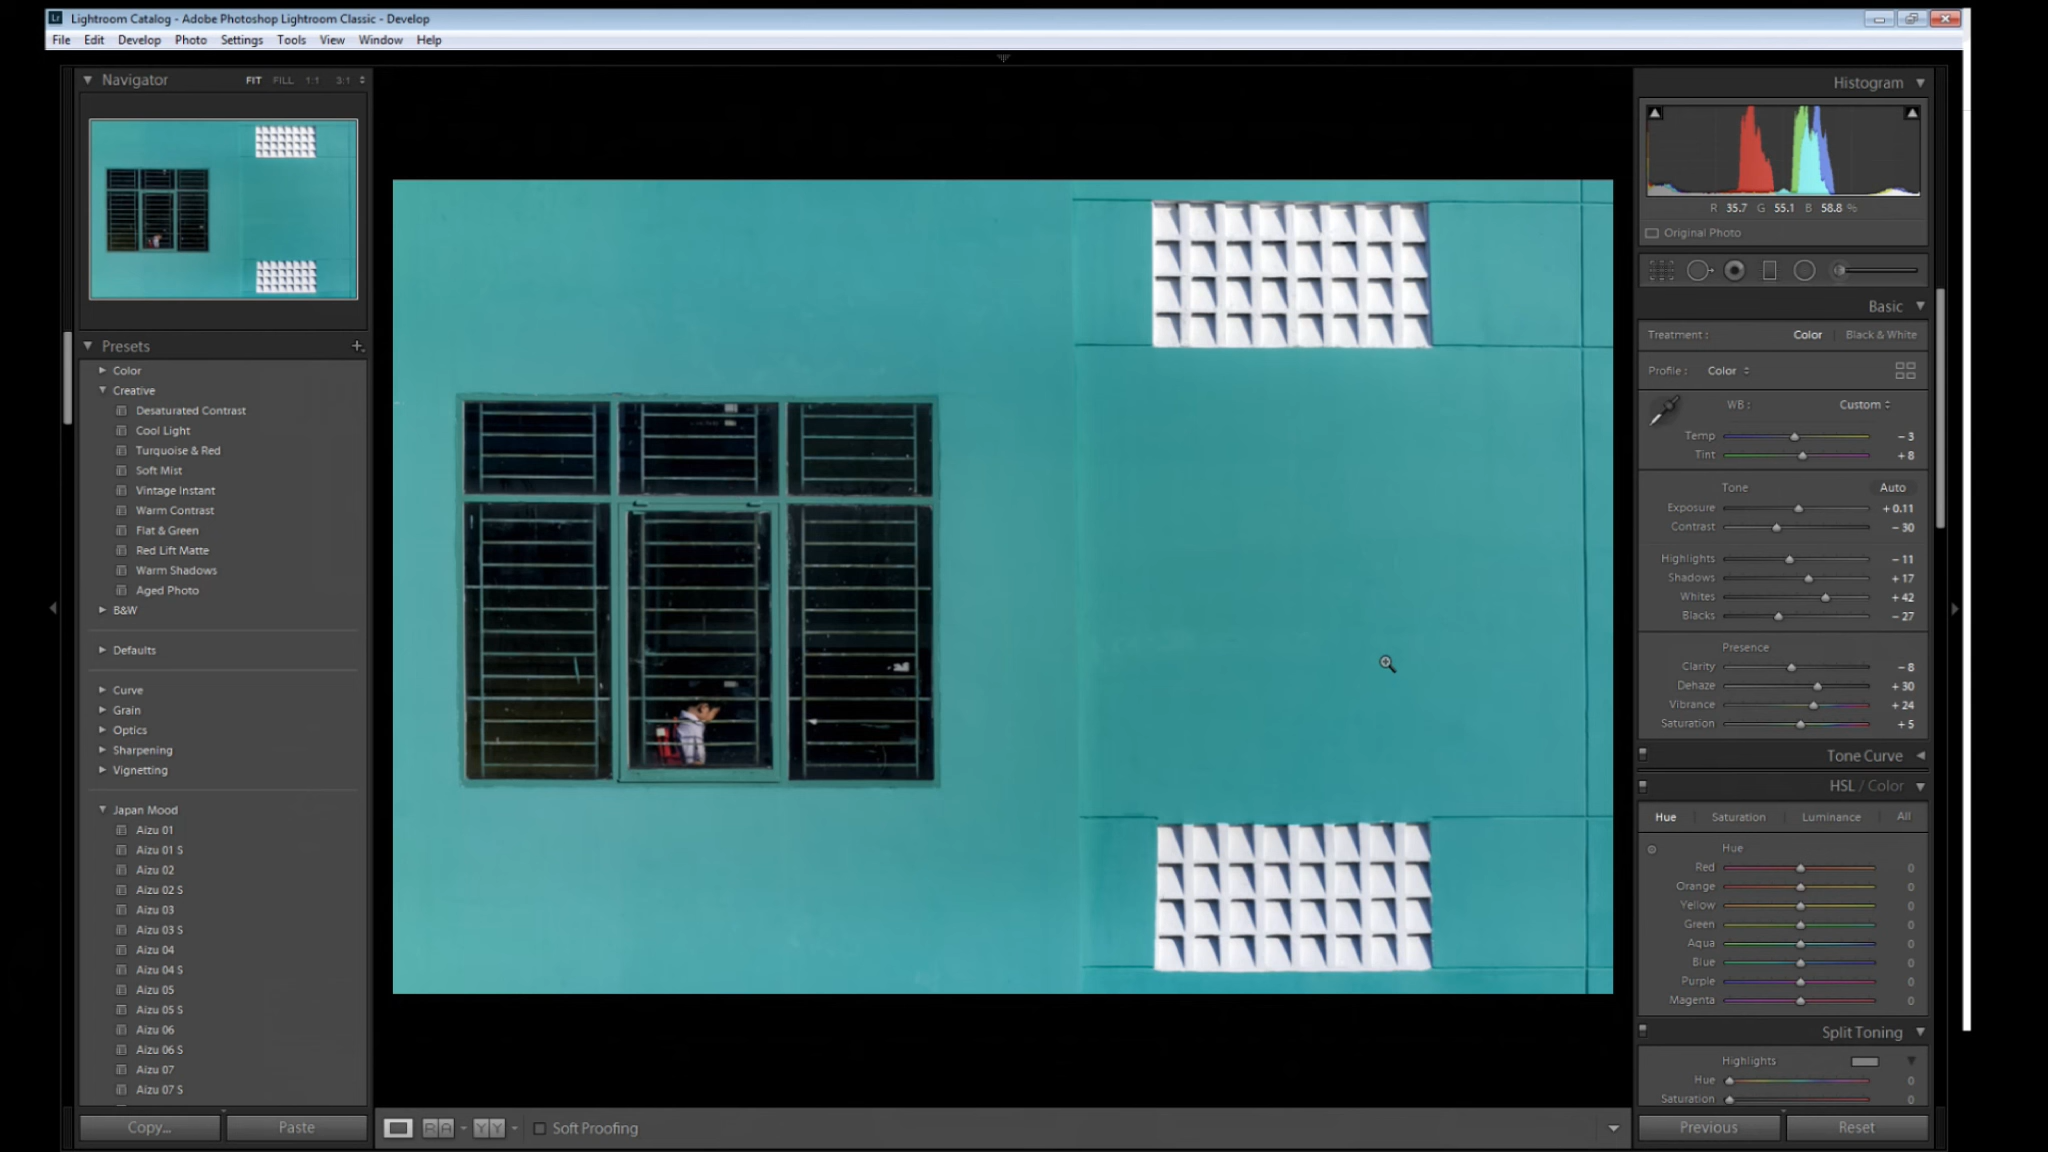 Lightroom Catalog - Adobe Photoshop Lightroom Classic - Develop
File Edit Develop Photo Settings Tools View Window Help
Navigator FIT FILL 1:1 3:1
Presets
Color
Creative
Desaturated Contrast
Cool Light
Turquoise & Red
Soft Mist
Vintage Instant
Warm Contrast
Flat & Green
Red Lift Matte
Warm Shadows
Aged Photo
B&W
Defaults
Curve
Grain
Optics
Sharpening
Vignetting
Japan Mood
Aizu 01
Aizu 01 S
Aizu 02
Aizu 02 S
Aizu 03
Aizu 03 S
Aizu 04
Aizu 04 S
Aizu 05
Aizu 05 S
Aizu 06
Aizu 06 S
Aizu 07
Aizu 07 S
Copy... Paste
R A Y Y Soft Proofing
Histogram
R 35.7 G 55.1 B 58.8 %
Original Photo
Basic
Treatment : Color Black & White
Profile : Color
WB : Custom
Temp - 3
Tint + 8
Tone Auto
Exposure + 0.11
Contrast - 30
Highlights - 11
Shadows + 17
Whites + 42
Blacks - 27
Presence
Clarity - 8
Dehaze + 30
Vibrance + 24
Saturation + 5
Tone Curve
HSL / Color
Hue Saturation Luminance All
Hue
Red 0
Orange 0
Yellow 0
Green 0
Aqua 0
Blue 0
Purple 0
Magenta 0
Split Toning
Highlights
Hue 0
Saturation 0
Previous Reset